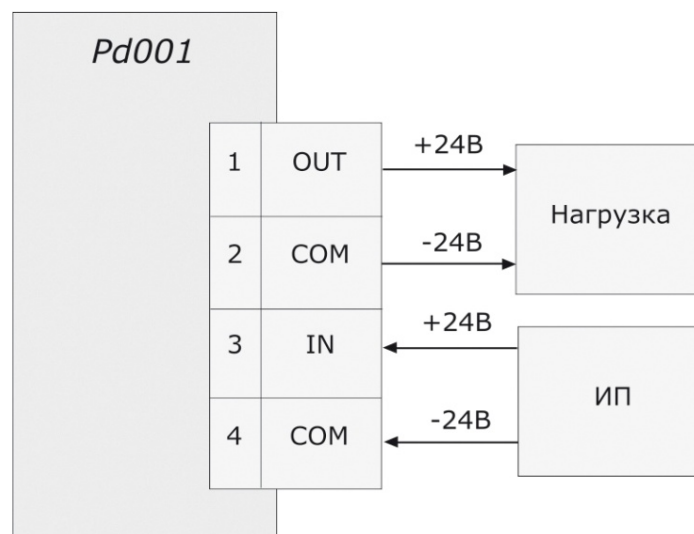 Pd001
1 OUT +24В
Нагрузка
2 COM -24В
3 IN +24В
ИП
4 COM -24В